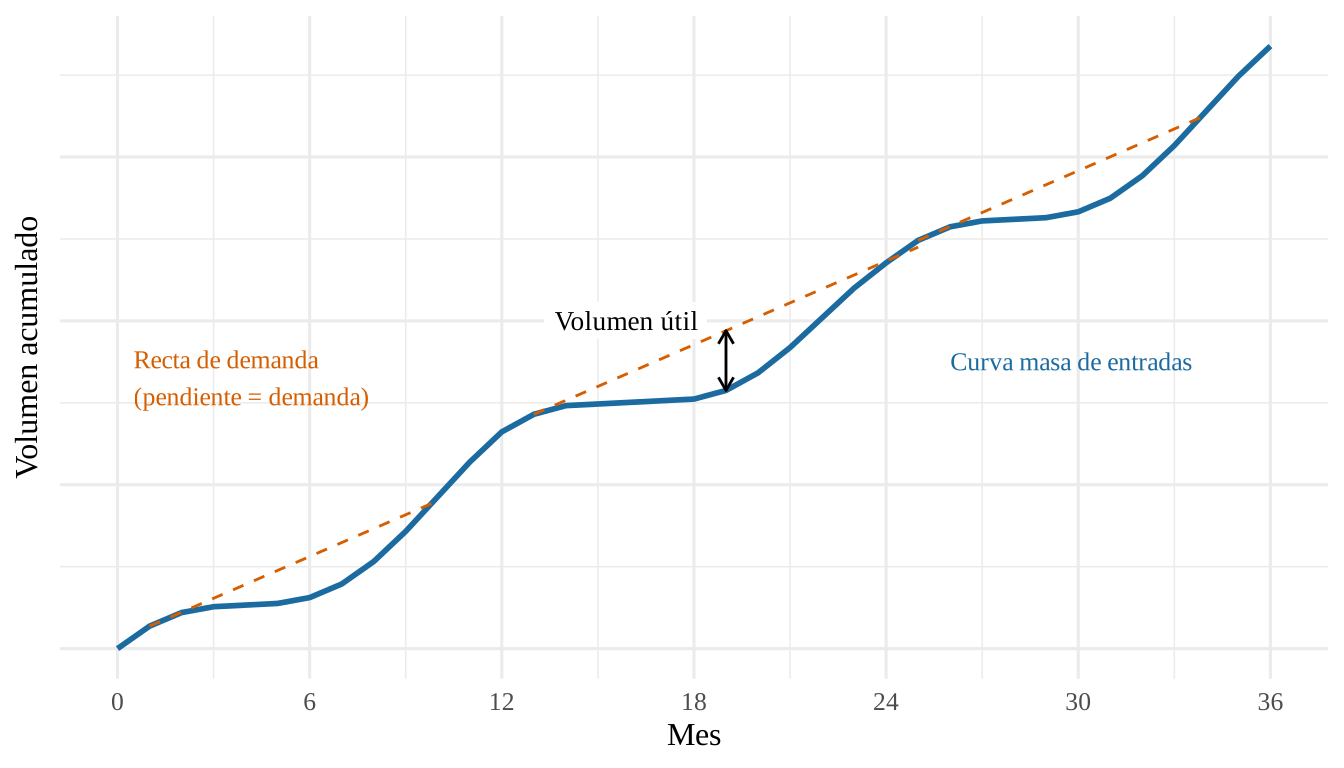 Volumen acumulado
Volumen útil
Recta de demanda
(pendiente = demanda)
Curva masa de entradas
0 6 12 18 24 30 36
Mes